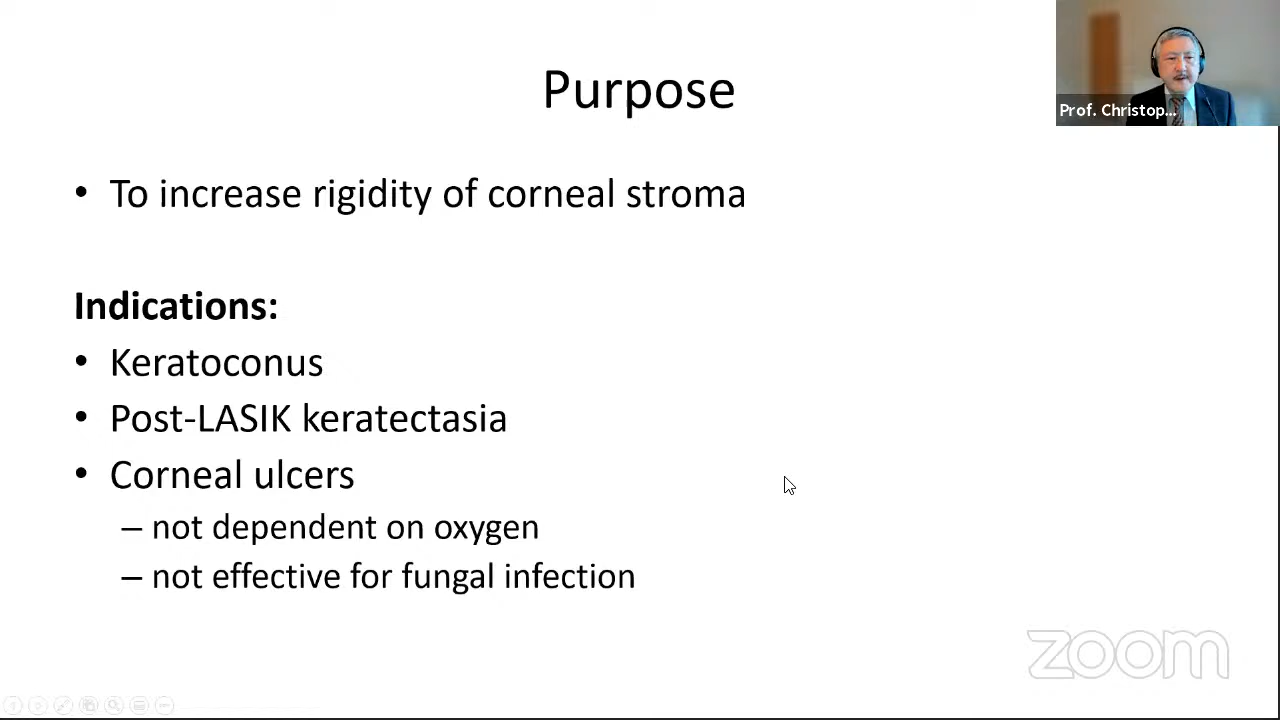 Purpose
Prof. Christop...
• To increase rigidity of corneal stroma
Indications:
• Keratoconus
• Post-LASIK keratectasia
• Corneal ulcers
– not dependent on oxygen
– not effective for fungal infection
zoom